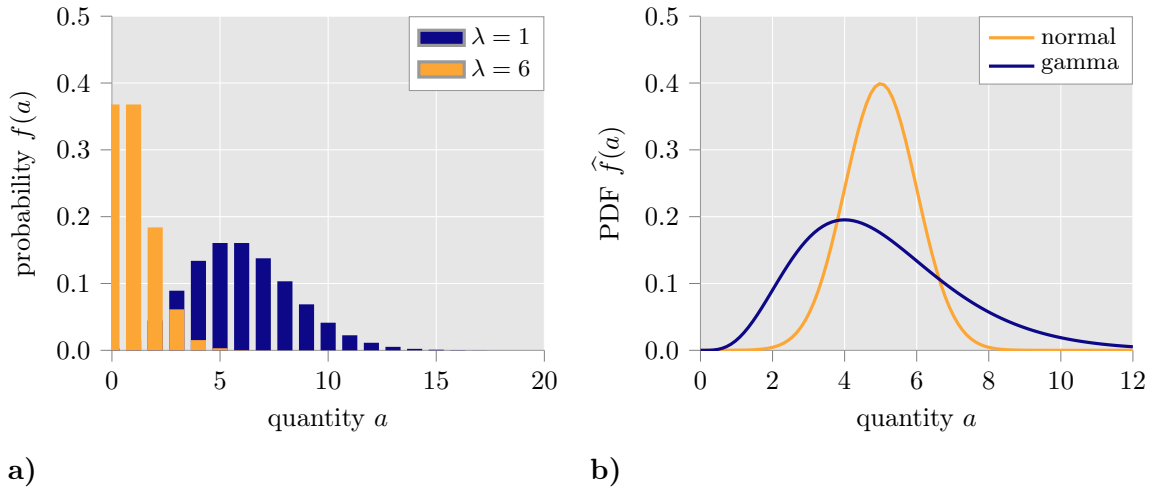 0.5
0.4
0.3
0.2
0.1
0.0
probability f(a)
0 5 10 15 20
quantity a
λ = 1
λ = 6
a)
0.5
0.4
0.3
0.2
0.1
0.0
PDF f̂(a)
0 2 4 6 8 10 12
quantity a
normal
gamma
b)